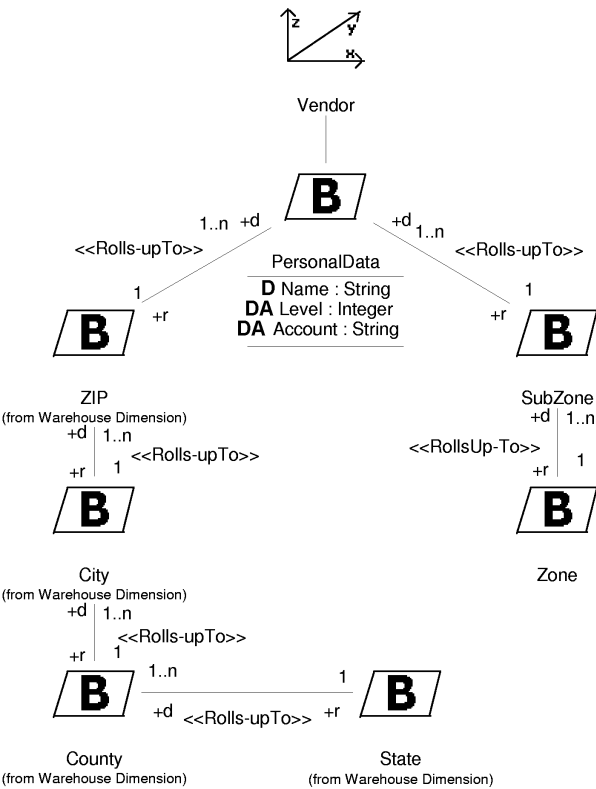 z
y
x
Vendor
B
1..n +d
+d 1..n
<<Rolls-upTo>>
<<Rolls-upTo>>
PersonalData
D Name : String
DA Level : Integer
DA Account : String
1
+r
1
+r
B
B
ZIP
(from Warehouse Dimension)
SubZone
+d 1..n
<<Rolls-upTo>>
+r 1
+d 1..n
<<RollsUp-To>>
+r 1
B
B
City
(from Warehouse Dimension)
Zone
+d 1..n
<<Rolls-upTo>>
+r 1
B
1..n 1
+d <<Rolls-upTo>> +r
B
County
(from Warehouse Dimension)
State
(from Warehouse Dimension)